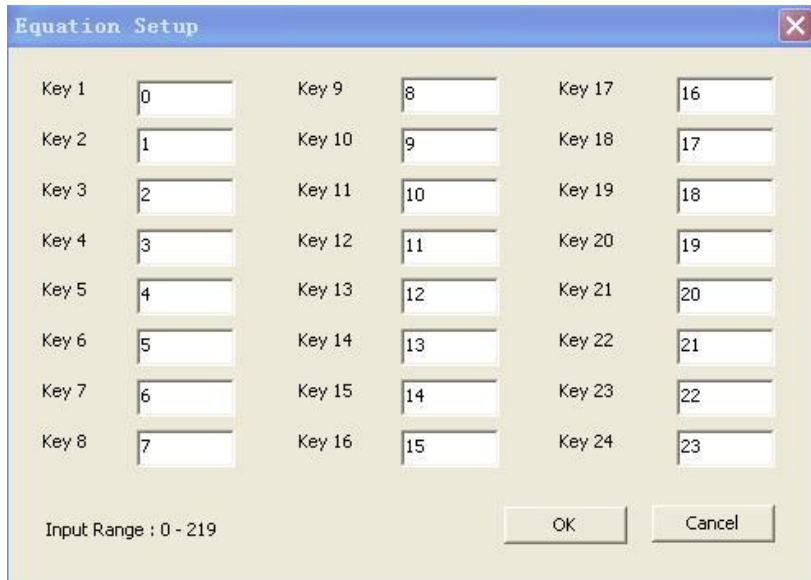 Equation Setup
Key 1 0 Key 9 8 Key 17 16
Key 2 1 Key 10 9 Key 18 17
Key 3 2 Key 11 10 Key 19 18
Key 4 3 Key 12 11 Key 20 19
Key 5 4 Key 13 12 Key 21 20
Key 6 5 Key 14 13 Key 22 21
Key 7 6 Key 15 14 Key 23 22
Key 8 7 Key 16 15 Key 24 23
Input Range : 0 - 219 OK Cancel